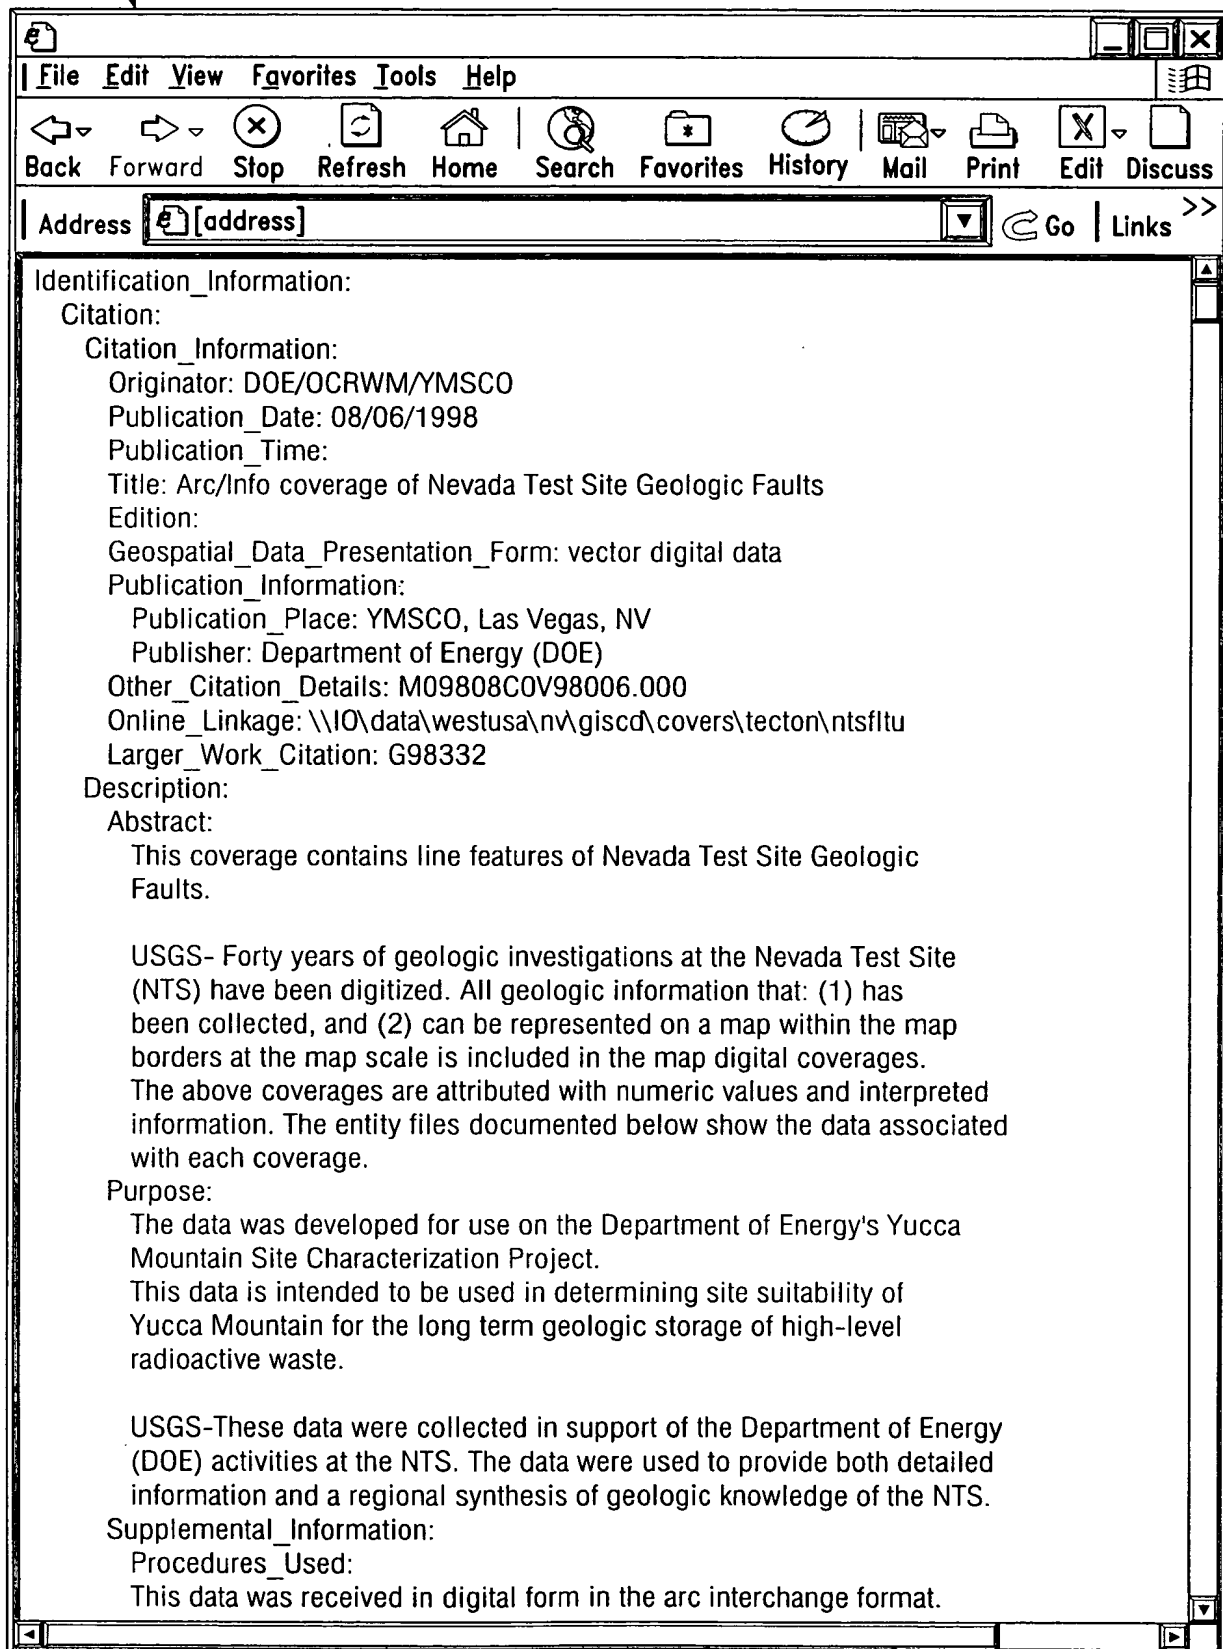 File Edit View Favorites Tools Help
Back Forward Stop Refresh Home Search Favorites History Mail Print Edit Discuss
Address [address] Go Links >>
Identification_Information:
Citation:
Citation_Information:
Originator: DOE/OCRWM/YMSCO
Publication_Date: 08/06/1998
Publication_Time:
Title: Arc/Info coverage of Nevada Test Site Geologic Faults
Edition:
Geospatial_Data_Presentation_Form: vector digital data
Publication_Information:
Publication_Place: YMSCO, Las Vegas, NV
Publisher: Department of Energy (DOE)
Other_Citation_Details: M09808C0V98006.000
Online_Linkage: \\IO\data\westusa\nv\giscd\covers\tecton\ntsfltu
Larger_Work_Citation: G98332
Description:
Abstract:
This coverage contains line features of Nevada Test Site Geologic
Faults.
USGS- Forty years of geologic investigations at the Nevada Test Site
(NTS) have been digitized. All geologic information that: (1) has
been collected, and (2) can be represented on a map within the map
borders at the map scale is included in the map digital coverages.
The above coverages are attributed with numeric values and interpreted
information. The entity files documented below show the data associated
with each coverage.
Purpose:
The data was developed for use on the Department of Energy's Yucca
Mountain Site Characterization Project.
This data is intended to be used in determining site suitability of
Yucca Mountain for the long term geologic storage of high-level
radioactive waste.
USGS-These data were collected in support of the Department of Energy
(DOE) activities at the NTS. The data were used to provide both detailed
information and a regional synthesis of geologic knowledge of the NTS.
Supplemental_Information:
Procedures_Used:
This data was received in digital form in the arc interchange format.